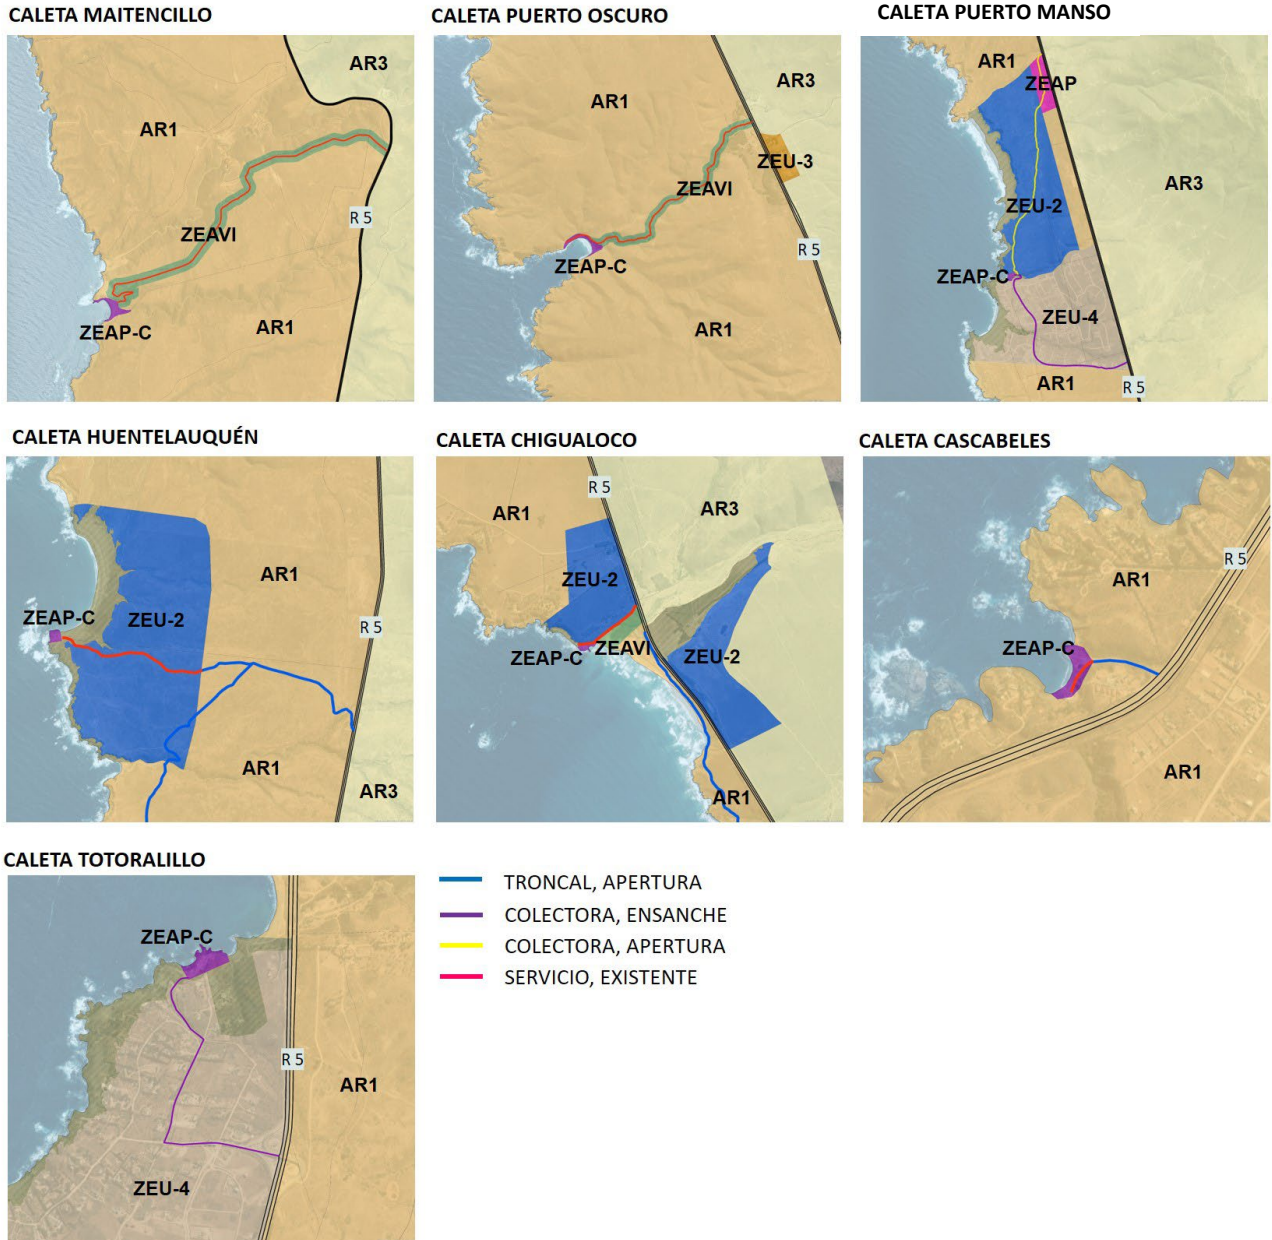 CALETA MAITENCILLO
AR3
AR1
R 5
ZEAVI
AR1
ZEAP-C
CALETA PUERTO OSCURO
AR3
AR1
ZEU-3
ZEAVI
R 5
ZEAP-C
AR1
CALETA PUERTO MANSO
AR1
ZEAP
AR3
ZEU-2
ZEAP-C
ZEU-4
AR1
R 5
CALETA HUENTELAUQUÉN
AR1
ZEAP-C
ZEU-2
R 5
AR1
AR3
CALETA CHIGUALOCO
R 5
AR1
AR3
ZEU-2
ZEAVI
ZEAP-C
ZEU-2
AR1
CALETA CASCABELES
R 5
AR1
ZEAP-C
AR1
CALETA TOTORALILLO
ZEAP-C
R 5
AR1
ZEU-4
TRONCAL, APERTURA
COLECTORA, ENSANCHE
COLECTORA, APERTURA
SERVICIO, EXISTENTE